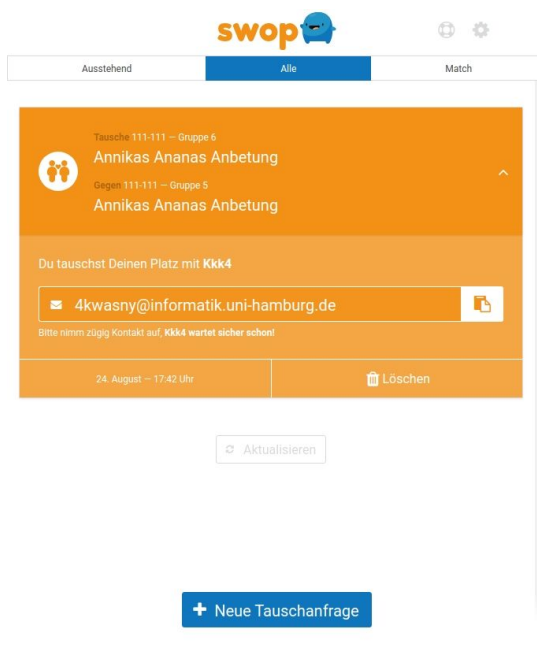 swop
Ausstehend
Alle
Match
Tausche 111-111 — Gruppe 6
Annikas Ananas Anbetung
Gegen 111-111 — Gruppe 5
Annikas Ananas Anbetung
Du tauschst Deinen Platz mit Kkk4
4kwasny@informatik.uni-hamburg.de
Bitte nimm zügig Kontakt auf, Kkk4 wartet sicher schon!
24. August — 17:42 Uhr
Löschen
Aktualisieren
Neue Tauschanfrage